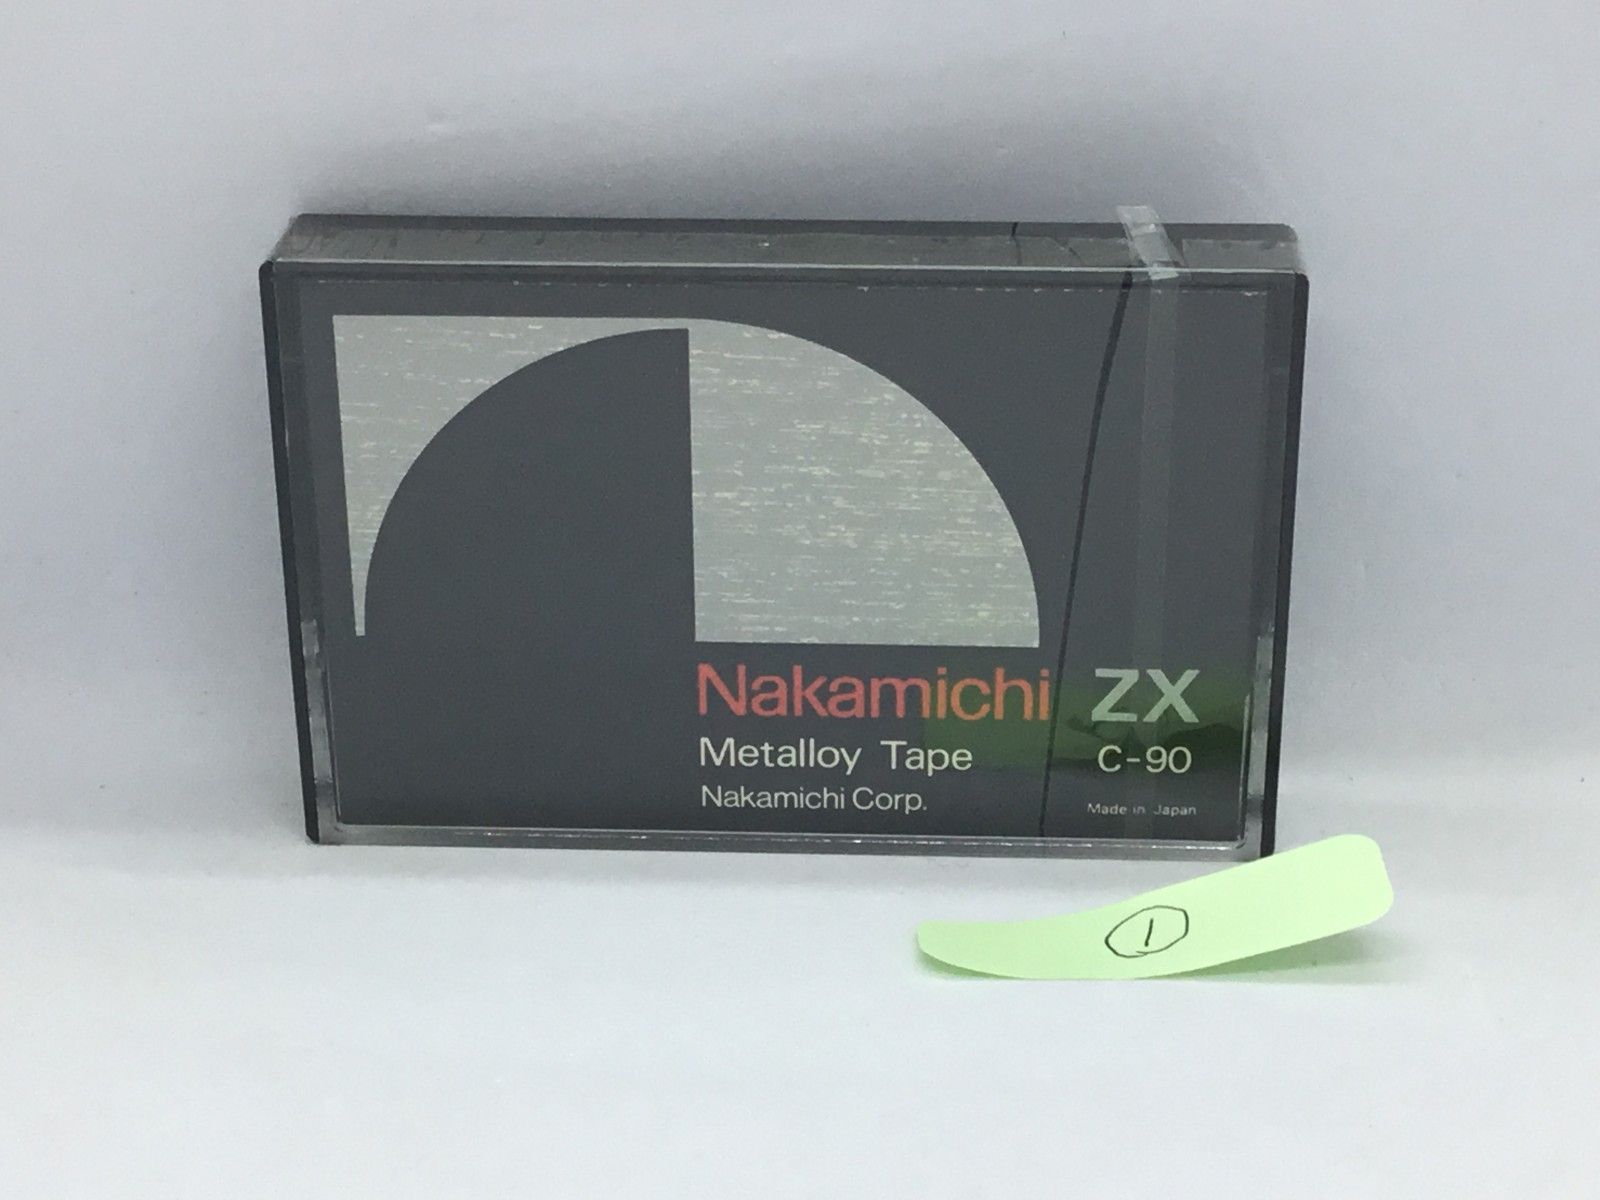 Nakamichi ZX
Metalloy Tape C-90
Nakamichi Corp.
Made in Japan
1